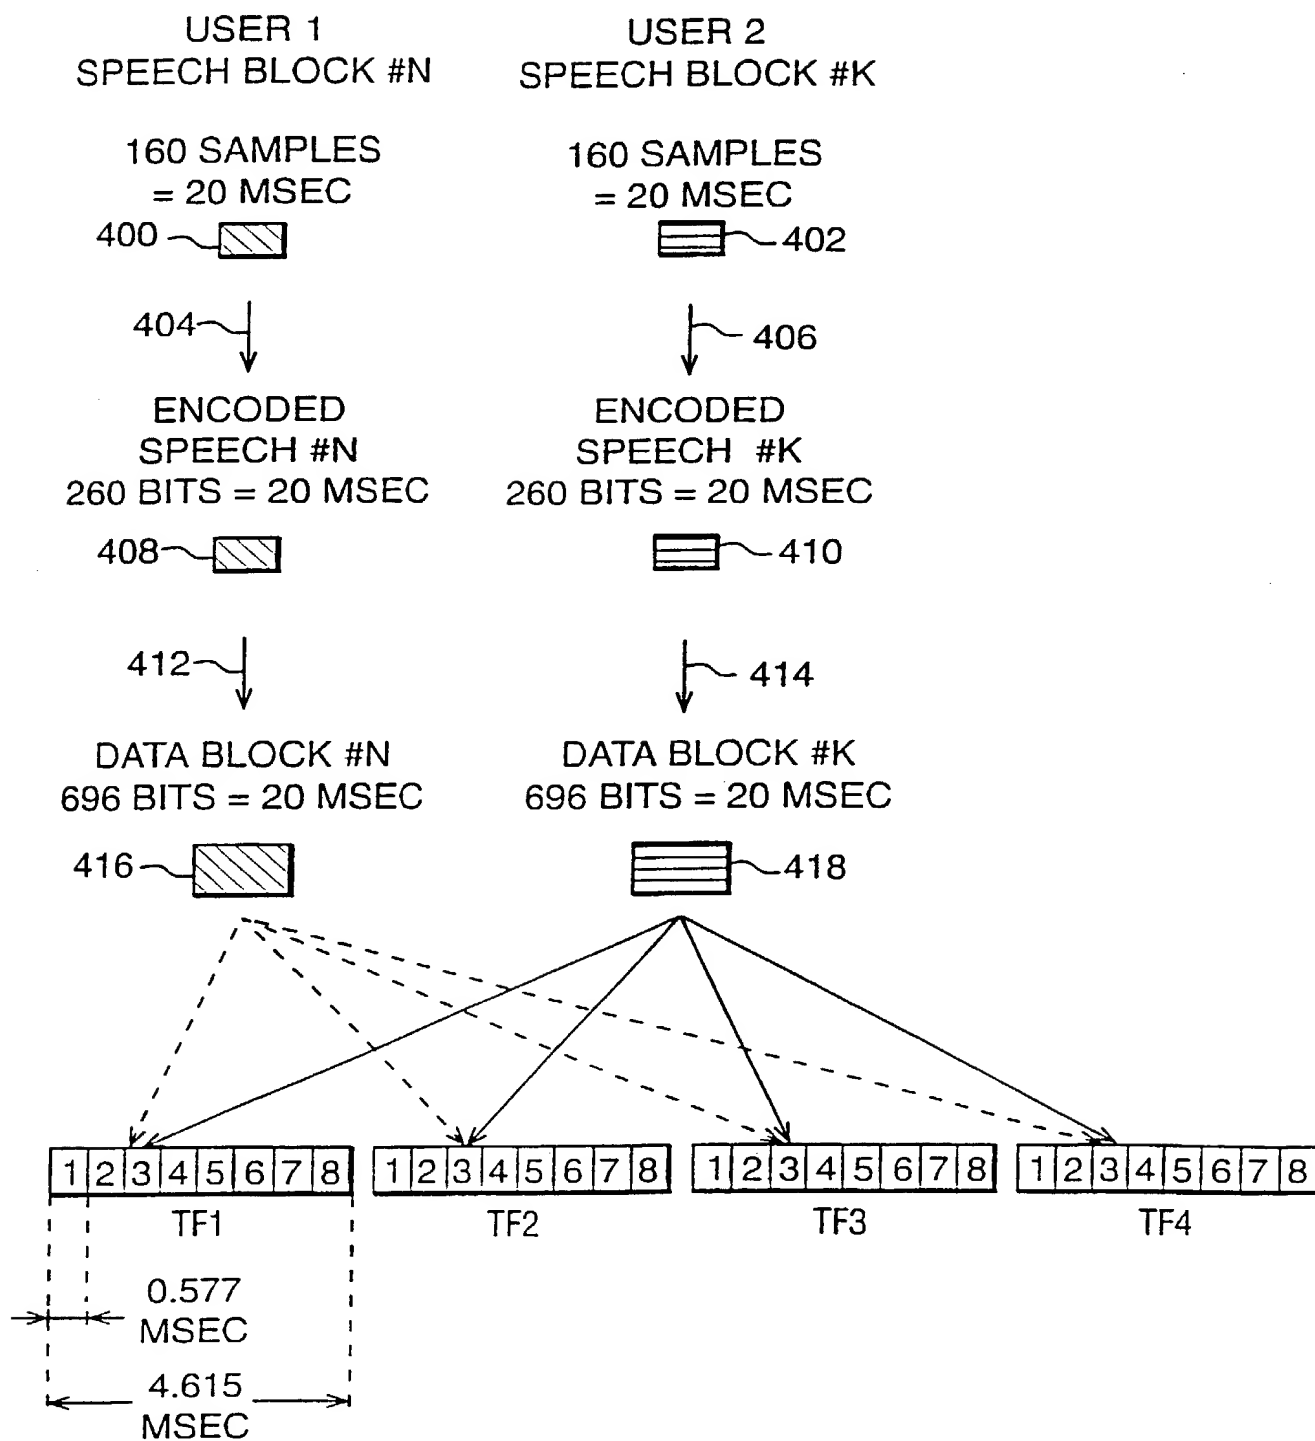 USER 1
SPEECH BLOCK #N
USER 2
SPEECH BLOCK #K
160 SAMPLES
= 20 MSEC
160 SAMPLES
= 20 MSEC
400
402
404
406
ENCODED
SPEECH #N
260 BITS = 20 MSEC
ENCODED
SPEECH #K
260 BITS = 20 MSEC
408
410
412
414
DATA BLOCK #N
696 BITS = 20 MSEC
DATA BLOCK #K
696 BITS = 20 MSEC
416
418
1 2 3 4 5 6 7 8
1 2 3 4 5 6 7 8
1 2 3 4 5 6 7 8
1 2 3 4 5 6 7 8
TF1
TF2
TF3
TF4
0.577
MSEC
4.615
MSEC